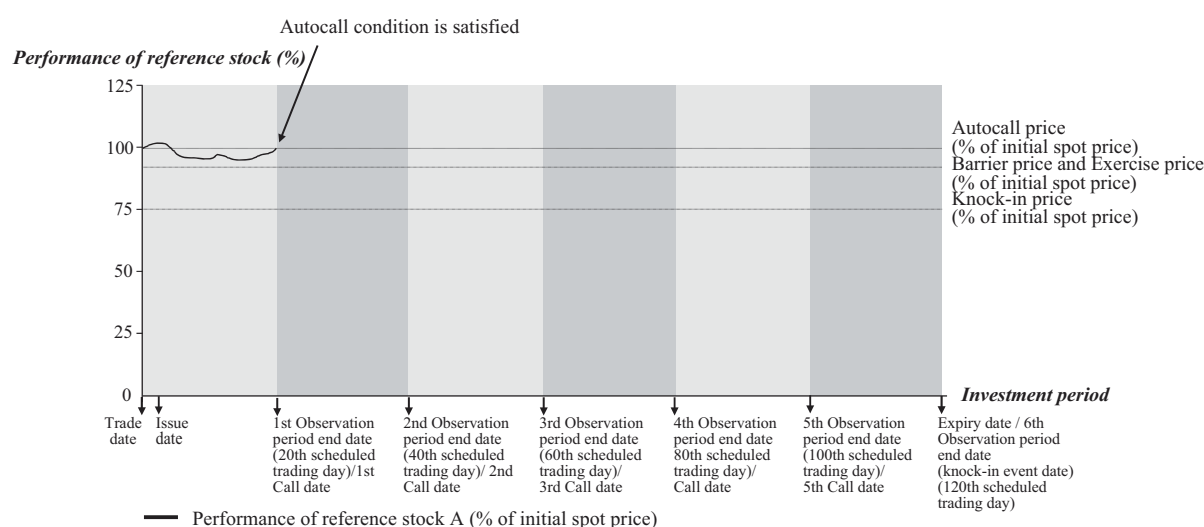 Autocall condition is satisfied
Performance of reference stock (%)
125
100
75
50
25
0
Autocall price
(% of initial spot price)
Barrier price and Exercise price
(% of initial spot price)
Knock-in price
(% of initial spot price)
Investment period
Trade
date
Issue
date
1st Observation
period end date
(20th scheduled
trading day)/1st
Call date
2nd Observation
period end date
(40th scheduled
trading day)/ 2nd
Call date
3rd Observation
period end date
(60th scheduled
trading day)/
3rd Call date
4th Observation
period end date
80th scheduled
trading day)/
Call date
5th Observation
period end date
(100th scheduled
trading day)/
5th Call date
Expiry date / 6th
Observation period
end date
(knock-in event date)
(120th scheduled
trading day)
Performance of reference stock A (% of initial spot price)